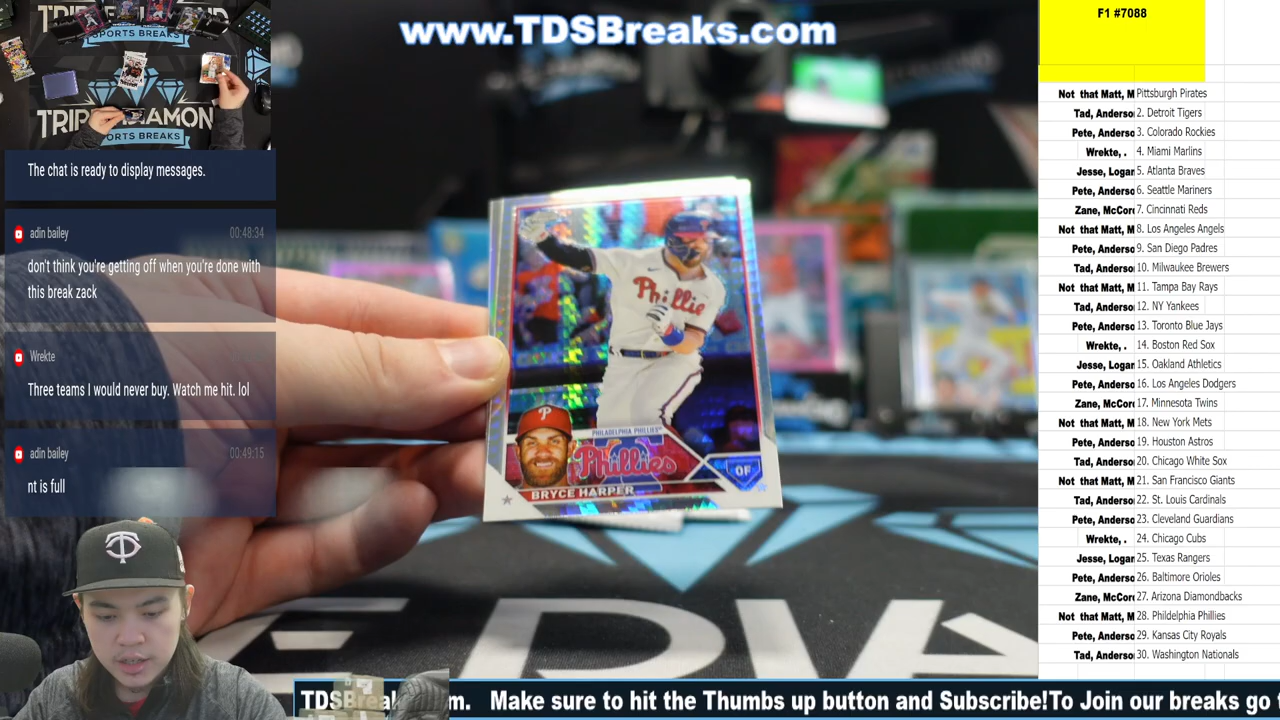 www.TDSBreaks.com
SPORTS BREAKS
SPORTS BREAKS
The chat is ready to display messages.
adin bailey 00:48:34
don't think you're getting off when you're done with
this break zack
Wrekte
Three teams I would never buy. Watch me hit. lol
adin bailey 00:49:15
nt is full
Phillies
PHILADELPHIA PHILLIES
Phillies
OF
BRYCE HARPER
F1 #7088
Not that Matt, M Pittsburgh Pirates
Tad, Anderso 2. Detroit Tigers
Pete, Anderso 3. Colorado Rockies
Wrekte, . 4. Miami Marlins
Jesse, Logar 5. Atlanta Braves
Pete, Anderso 6. Seattle Mariners
Zane, McCord 7. Cincinnati Reds
Not that Matt, M 8. Los Angeles Angels
Pete, Anderso 9. San Diego Padres
Tad, Anderso 10. Milwaukee Brewers
Not that Matt, M 11. Tampa Bay Rays
Tad, Anderso 12. NY Yankees
Pete, Anderso 13. Toronto Blue Jays
Wrekte, . 14. Boston Red Sox
Jesse, Logar 15. Oakland Athletics
Pete, Anderso 16. Los Angeles Dodgers
Zane, McCord 17. Minnesota Twins
Not that Matt, M 18. New York Mets
Pete, Anderso 19. Houston Astros
Tad, Anderso 20. Chicago White Sox
Not that Matt, M 21. San Francisco Giants
Tad, Anderso 22. St. Louis Cardinals
Pete, Anderso 23. Cleveland Guardians
Wrekte, . 24. Chicago Cubs
Jesse, Logar 25. Texas Rangers
Pete, Anderso 26. Baltimore Orioles
Zane, McCord 27. Arizona Diamondbacks
Not that Matt, M 28. Phildelphia Phillies
Pete, Anderso 29. Kansas City Royals
Tad, Anderso 30. Washington Nationals
TDSBreak m. Make sure to hit the Thumbs up button and Subscribe!To Join our breaks go